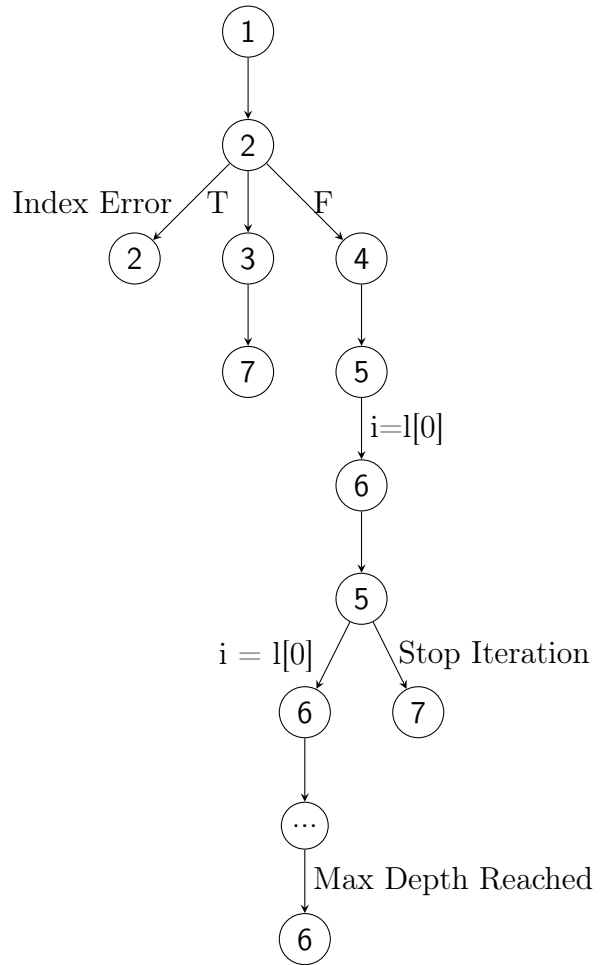 1
2
Index Error
T
F
2
3
4
7
5
i=l[0]
6
5
i = l[0]
Stop Iteration
6
7
...
Max Depth Reached
6